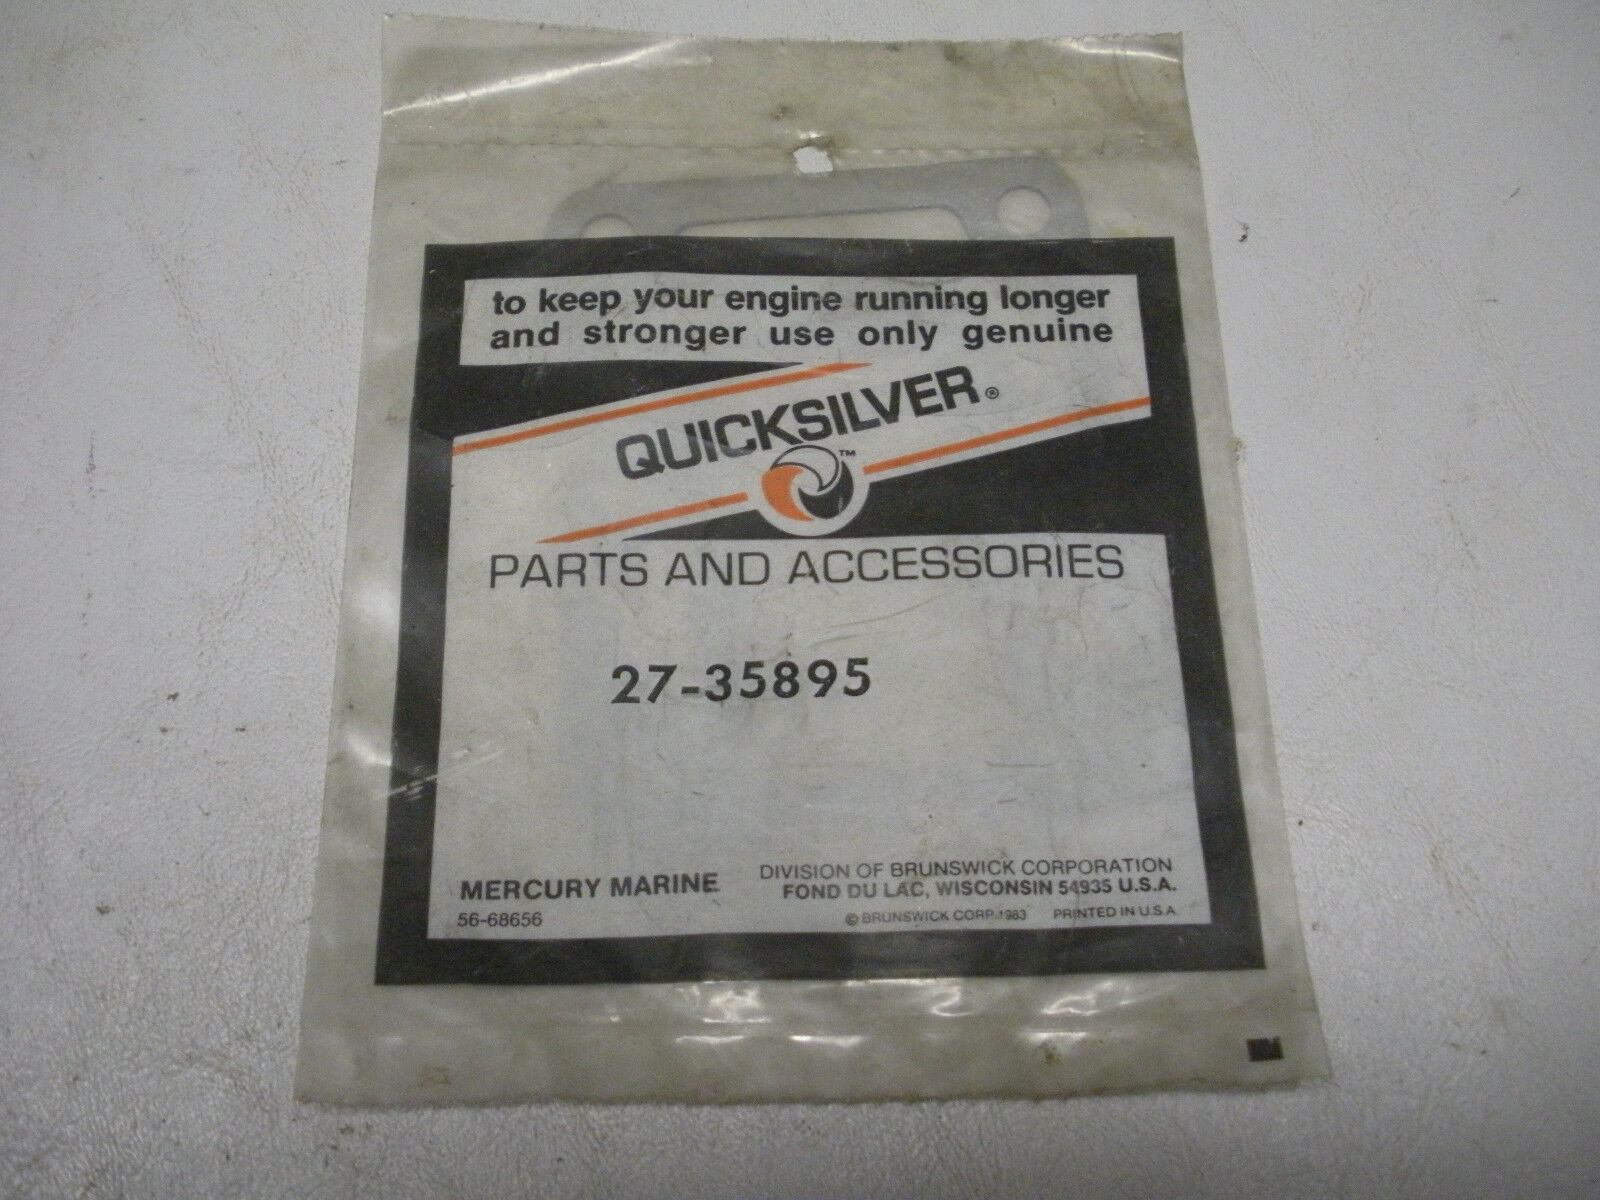 to keep your engine running longer
and stronger use only genuine
QUICKSILVER®
™
PARTS AND ACCESSORIES
27-35895
MERCURY MARINE
56-68656
DIVISION OF BRUNSWICK CORPORATION
FOND DU LAC, WISCONSIN 54935 U.S.A.
© BRUNSWICK CORP. 1983 PRINTED IN U.S.A.